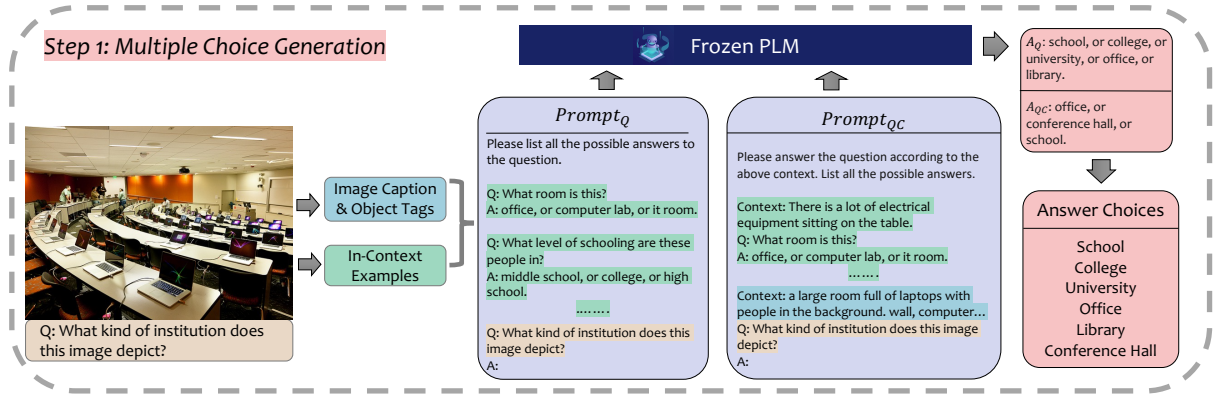 Step 1: Multiple Choice Generation
Q: What kind of institution does
this image depict?
Image Caption
& Object Tags
In-Context
Examples
Frozen PLM
Prompt_Q
Please list all the possible answers to
the question.
Q: What room is this?
A: office, or computer lab, or it room.
Q: What level of schooling are these
people in?
A: middle school, or college, or high
school.
........
Q: What kind of institution does this
image depict?
A:
Prompt_QC
Please answer the question according to the
above context. List all the possible answers.
Context: There is a lot of electrical
equipment sitting on the table.
Q: What room is this?
A: office, or computer lab, or it room.
.......
Context: a large room full of laptops with
people in the background. wall, computer...
Q: What kind of institution does this image
depict?
A:
A_Q: school, or college, or
university, or office, or
library.
A_QC: office, or
conference hall, or
school.
Answer Choices
School
College
University
Office
Library
Conference Hall